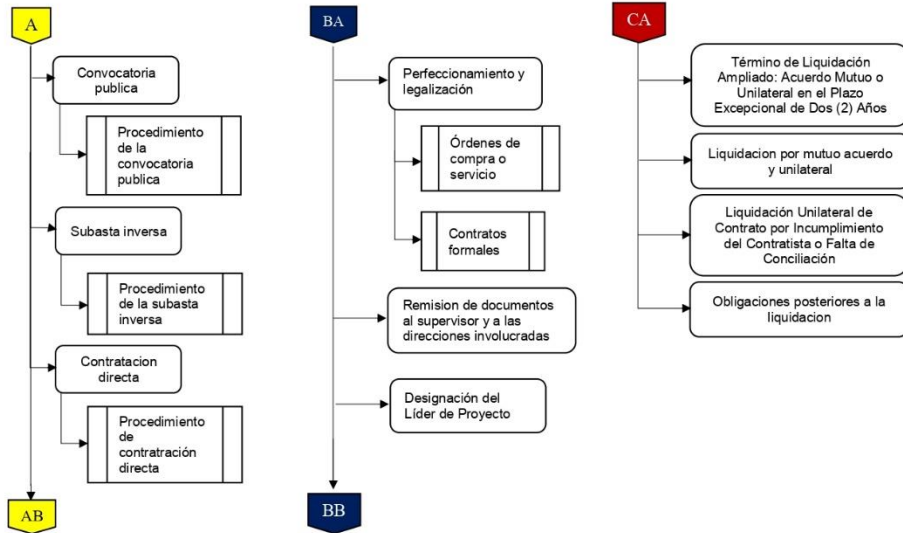 A
Convocatoria
publica
Procedimiento
de la
convocatoria
publica
Subasta inversa
Procedimiento
de la subasta
inversa
Contratacion
directa
Procedimiento
de
contratración
directa
AB
BA
Perfeccionamiento y
legalización
Órdenes de
compra o
servicio
Contratos
formales
Remision de documentos
al supervisor y a las
direcciones involucradas
Designación del
Líder de Proyecto
BB
CA
Término de Liquidación
Ampliado: Acuerdo Mutuo o
Unilateral en el Plazo
Excepcional de Dos (2) Años
Liquidacion por mutuo acuerdo
y unilateral
Liquidación Unilateral de
Contrato por Incumplimiento
del Contratista o Falta de
Conciliación
Obligaciones posteriores a la
liquidacion